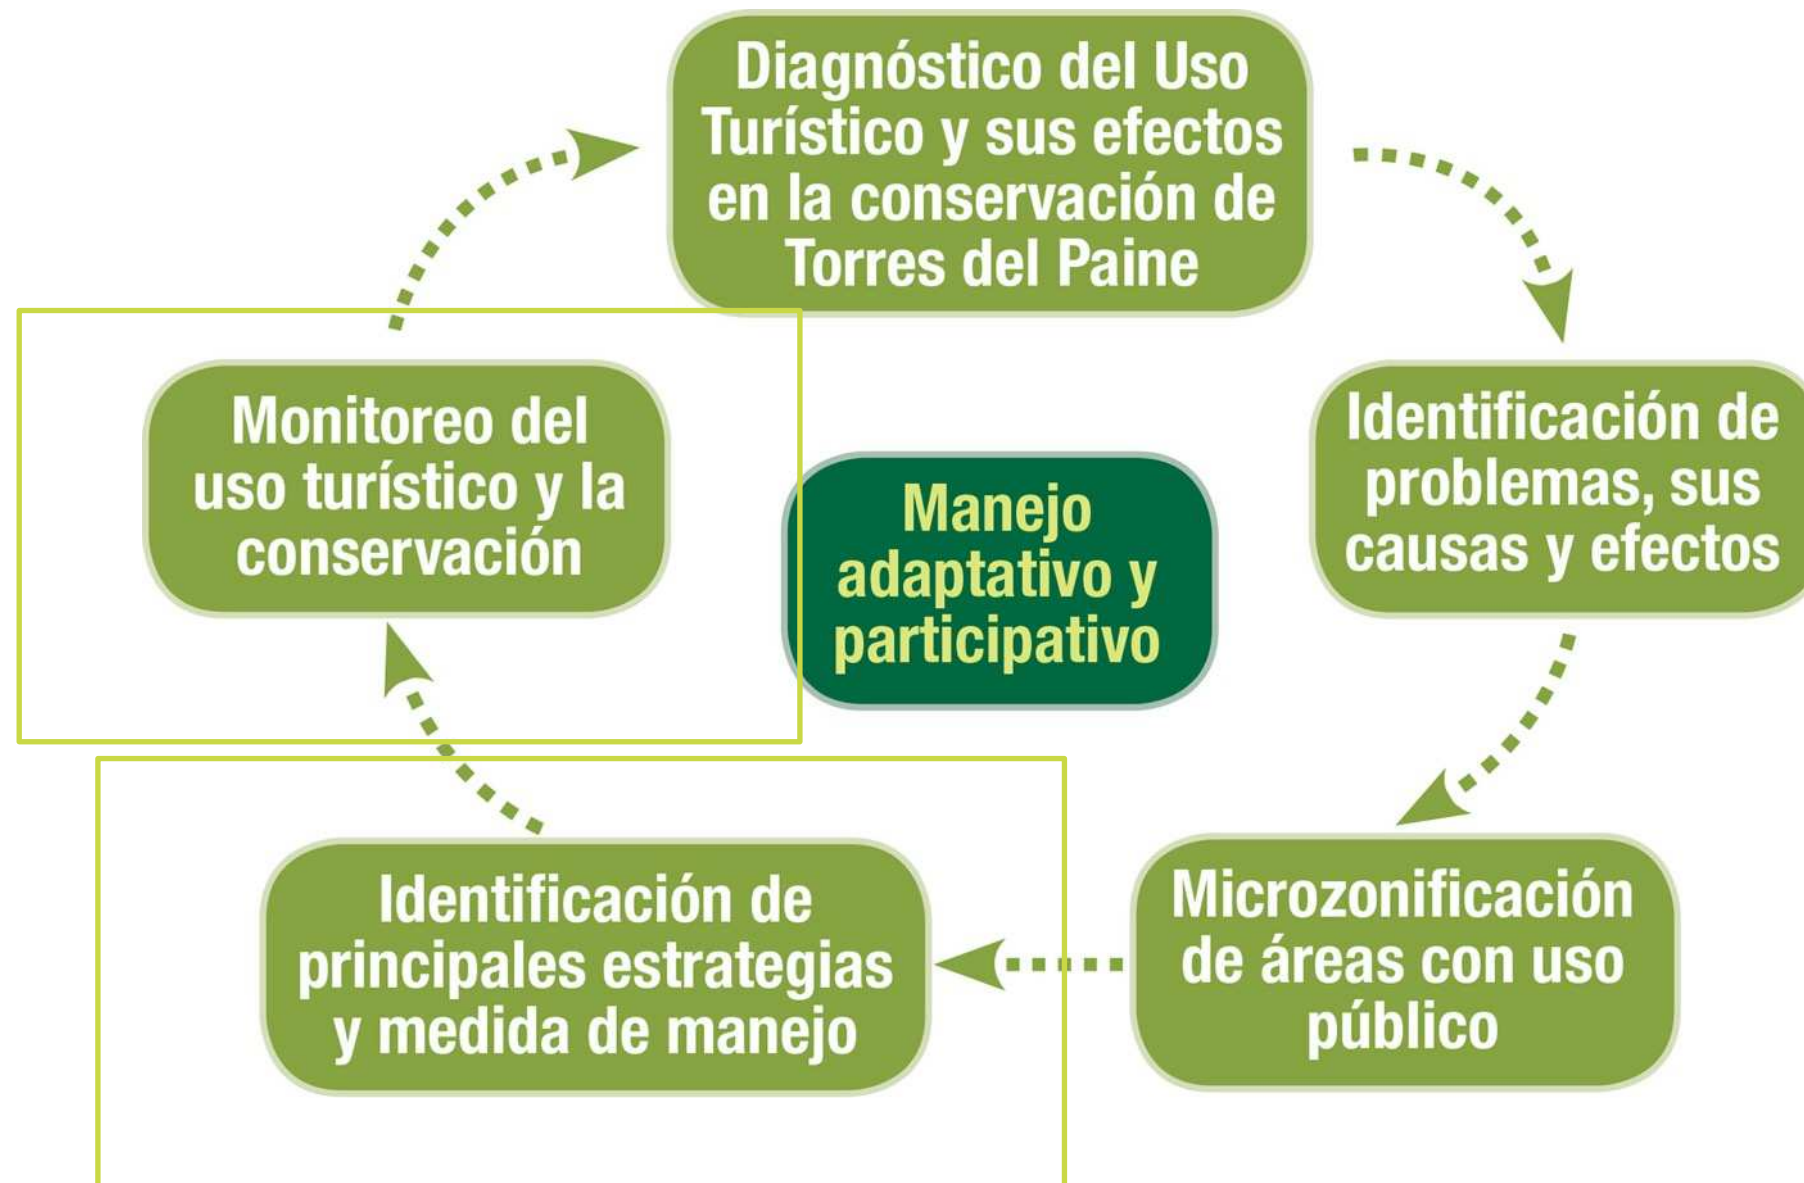 Diagnóstico del Uso
Turístico y sus efectos
en la conservación de
Torres del Paine
Identificación de
problemas, sus
causas y efectos
Microzonificación
de áreas con uso
público
Identificación de
principales estrategias
y medida de manejo
Monitoreo del
uso turístico y la
conservación
Manejo
adaptativo y
participativo